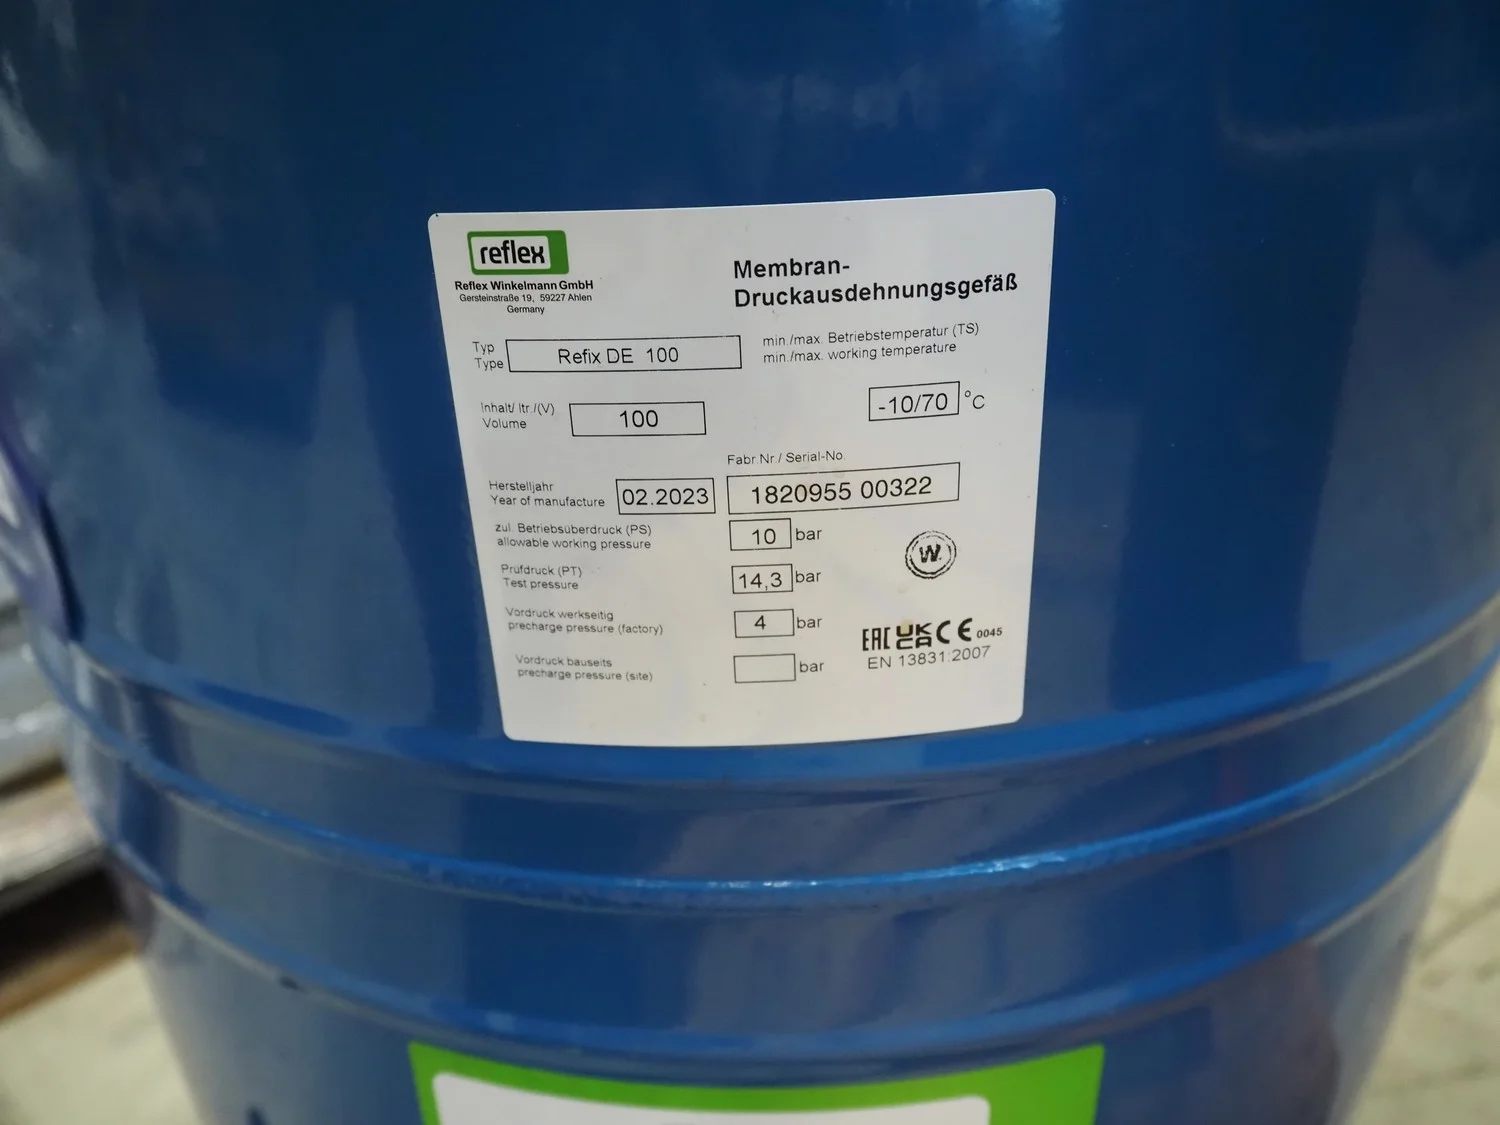 reflex
Reflex Winkelmann GmbH
Gersteinstraße 19, 59227 Ahlen
Germany
Membran-
Druckausdehnungsgefäß
Typ
Type
Refix DE 100
min./max. Betriebstemperatur (TS)
min./max. working temperature
Inhalt/ ltr./(V)
Volume
100
-10/70 °C
Fabr.Nr./ Serial-No.
Herstelljahr
Year of manufacture
02.2023
1820955 00322
zul. Betriebsüberdruck (PS)
allowable working pressure
10 bar
Prüfdruck (PT)
Test pressure
14,3 bar
W.
Vordruck werkseitig
precharge pressure (factory)
4 bar
EAC UKCA CE 0045
EN 13831:2007
Vordruck bauseits
precharge pressure (site)
bar